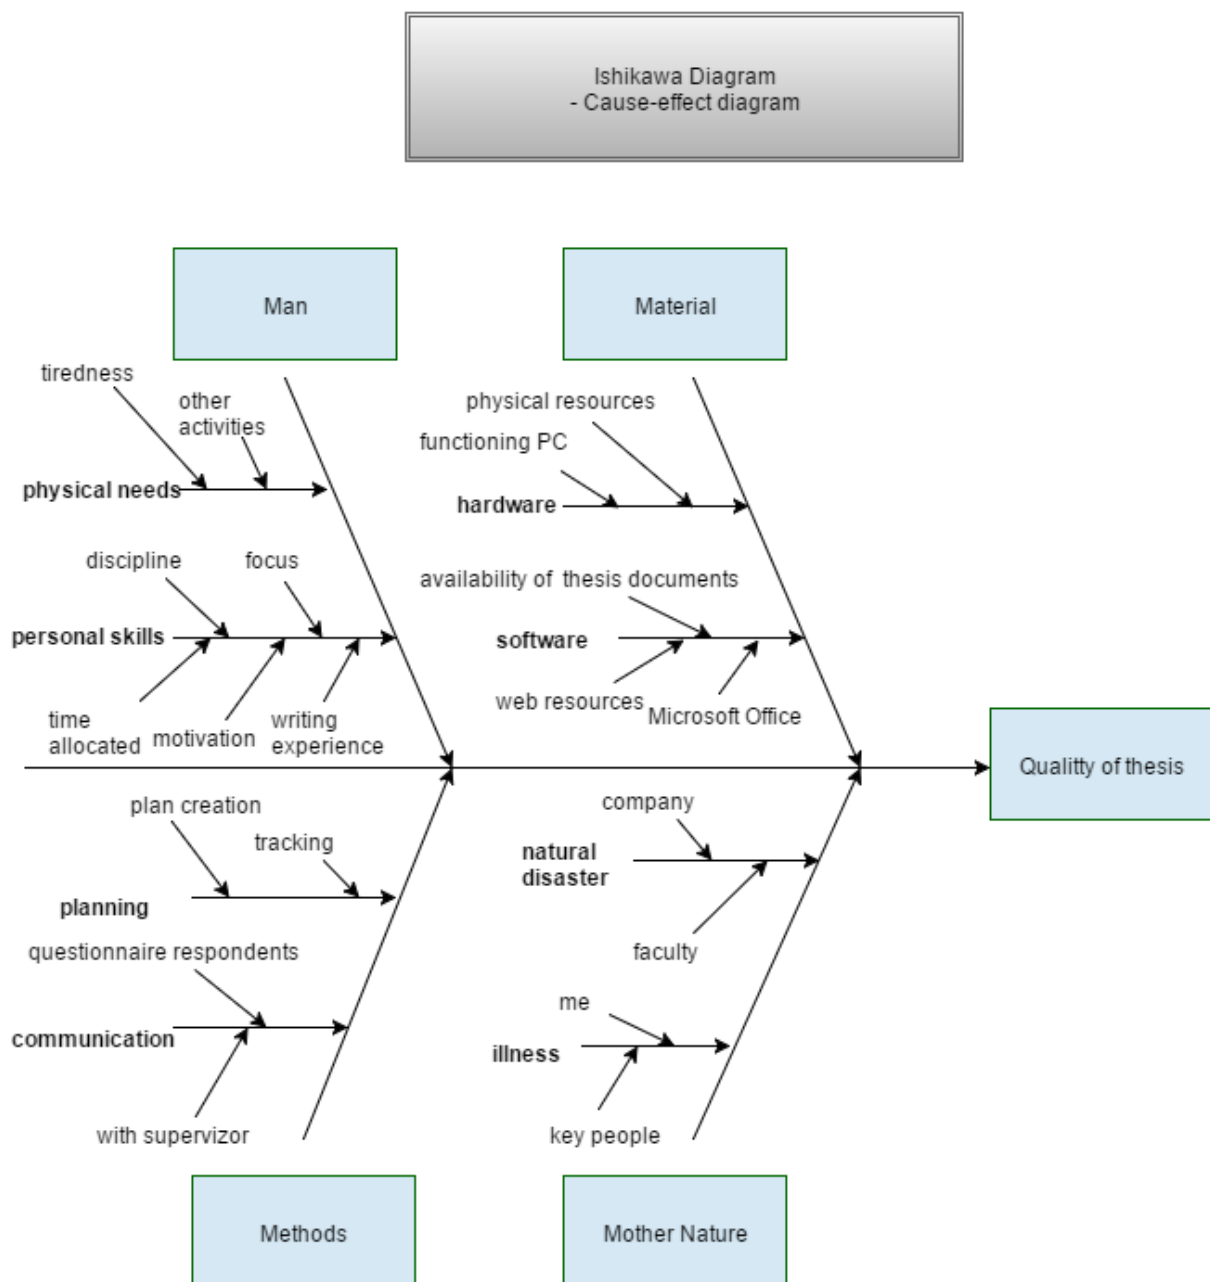 Ishikawa Diagram
- Cause-effect diagram
Man
Material
tiredness
other
activities
physical resources
functioning PC
physical needs
hardware
discipline
focus
availability of thesis documents
personal skills
software
time
allocated
motivation
writing
experience
web resources
Microsoft Office
Qualitty of thesis
plan creation
tracking
company
natural
disaster
planning
questionnaire respondents
faculty
me
communication
illness
with supervizor
key people
Methods
Mother Nature